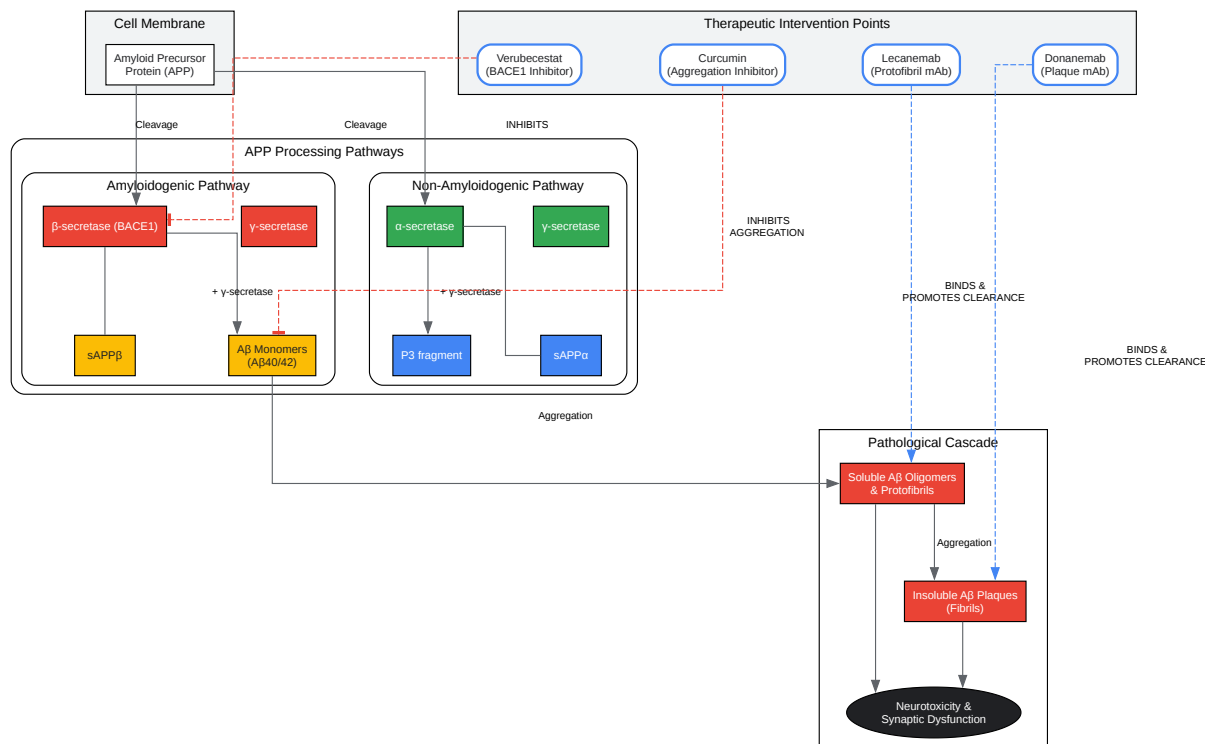 Cell Membrane
Therapeutic Intervention Points
Amyloid Precursor
Protein (APP)
Verubecestat
(BACE1 Inhibitor)
Curcumin
(Aggregation Inhibitor)
Lecanemab
(Protofibril mAb)
Donanemab
(Plaque mAb)
Cleavage
Cleavage
INHIBITS
APP Processing Pathways
Amyloidogenic Pathway
Non-Amyloidogenic Pathway
β-secretase (BACE1)
γ-secretase
α-secretase
γ-secretase
INHIBITS
AGGREGATION
+ γ-secretase
+ γ-secretase
BINDS &
PROMOTES CLEARANCE
sAPPβ
Aβ Monomers
(Aβ40/42)
P3 fragment
sAPPα
BINDS &
PROMOTES CLEARANCE
Aggregation
Pathological Cascade
Soluble Aβ Oligomers
& Protofibrils
Aggregation
Insoluble Aβ Plaques
(Fibrils)
Neurotoxicity &
Synaptic Dysfunction